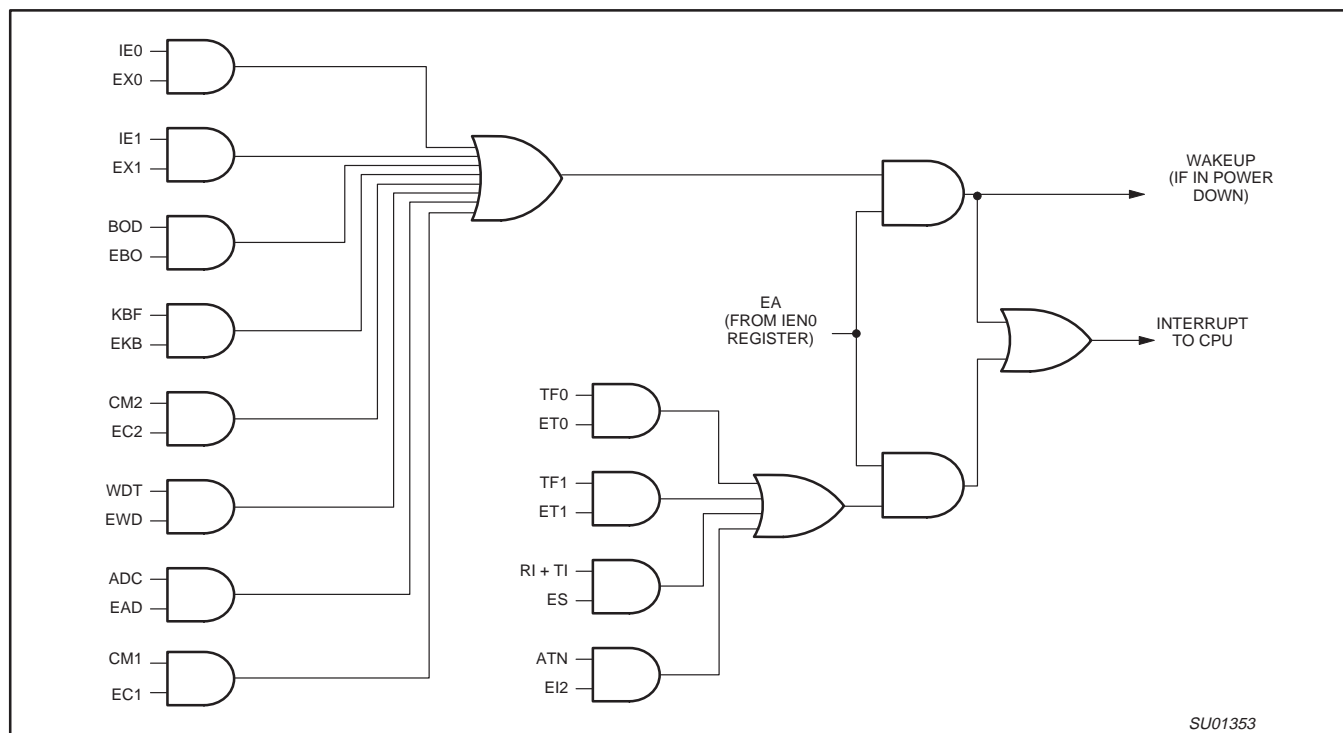 IE0
EX0
IE1
EX1
BOD
EBO
KBF
EKB
CM2
EC2
WDT
EWD
ADC
EAD
CM1
EC1
EA
(FROM IEN0
REGISTER)
TF0
ET0
TF1
ET1
RI + TI
ES
ATN
EI2
WAKEUP
(IF IN POWER
DOWN)
INTERRUPT
TO CPU
SU01353